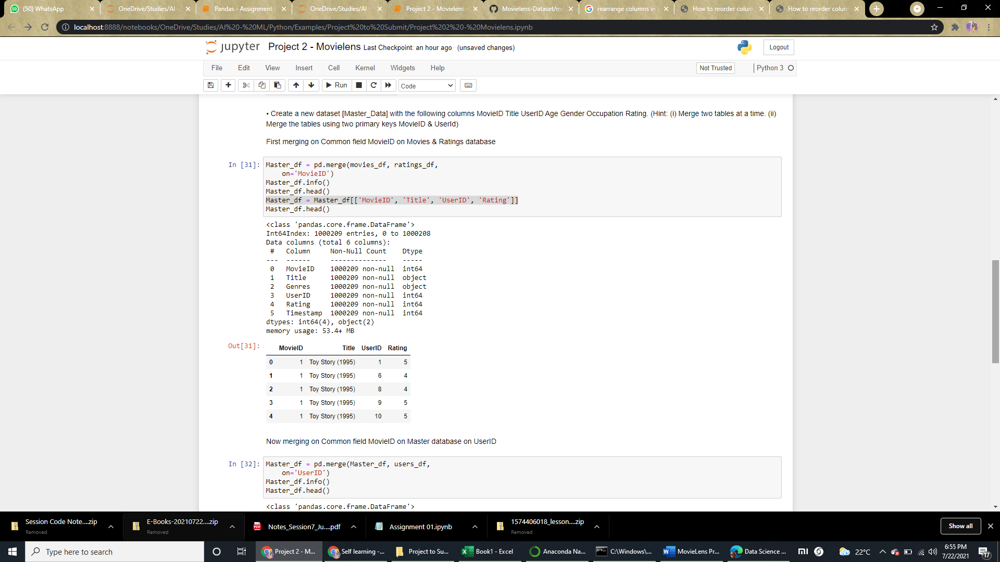 (50) WhatsApp
OneDrive/Studies/AI -
Pandas - Assignment
OneDrive/Studies/AI -
Project 2 - Movielens
Movielens-Dataset/m
rearrange columns in
How to reorder colum
How to reorder colum
localhost:8888/notebooks/OneDrive/Studies/AI%20-%20ML/Python/Examples/Project%20to%20Submit/Project%202%20-%20Movielens.ipynb
jupyter Project 2 - Movielens Last Checkpoint: an hour ago (unsaved changes)
Logout
File Edit View Insert Cell Kernel Widgets Help
Not Trusted
Python 3
Run
Code
• Create a new dataset [Master_Data] with the following columns MovieID Title UserID Age Gender Occupation Rating. (Hint: (i) Merge two tables at a time. (ii)
Merge the tables using two primary keys MovieID & UserId)
First merging on Common field MovieID on Movies & Ratings database
In [31]: Master_df = pd.merge(movies_df, ratings_df,
on='MovieID')
Master_df.info()
Master_df.head()
Master_df = Master_df[['MovieID', 'Title', 'UserID', 'Rating']]
Master_df.head()
<class 'pandas.core.frame.DataFrame'>
Int64Index: 1000209 entries, 0 to 1000208
Data columns (total 6 columns):
# Column Non-Null Count Dtype
--- ------ -------------- -----
0 MovieID 1000209 non-null int64
1 Title 1000209 non-null object
2 Genres 1000209 non-null object
3 UserID 1000209 non-null int64
4 Rating 1000209 non-null int64
5 Timestamp 1000209 non-null int64
dtypes: int64(4), object(2)
memory usage: 53.4+ MB
Out[31]:
MovieID Title UserID Rating
0 1 Toy Story (1995) 1 5
1 1 Toy Story (1995) 6 4
2 1 Toy Story (1995) 8 4
3 1 Toy Story (1995) 9 5
4 1 Toy Story (1995) 10 5
Now merging on Common field MovieID on Master database on UserID
In [32]: Master_df = pd.merge(Master_df, users_df,
on='UserID')
Master_df.info()
Master_df.head()
<class 'pandas.core.frame.DataFrame'>
Session Code Note....zip
Removed
E-Books-20210722....zip
Removed
Notes_Session7_Ju....pdf
Assignment 01.ipynb
1574406018_lesson....zip
Removed
Show all
Type here to search
Project 2 - M...
Self learning -...
Project to Su...
Book1 - Excel
Anaconda Na...
C:\Windows\...
MovieLens Pr...
Data Science ...
22°C
6:55 PM
7/22/2021
17